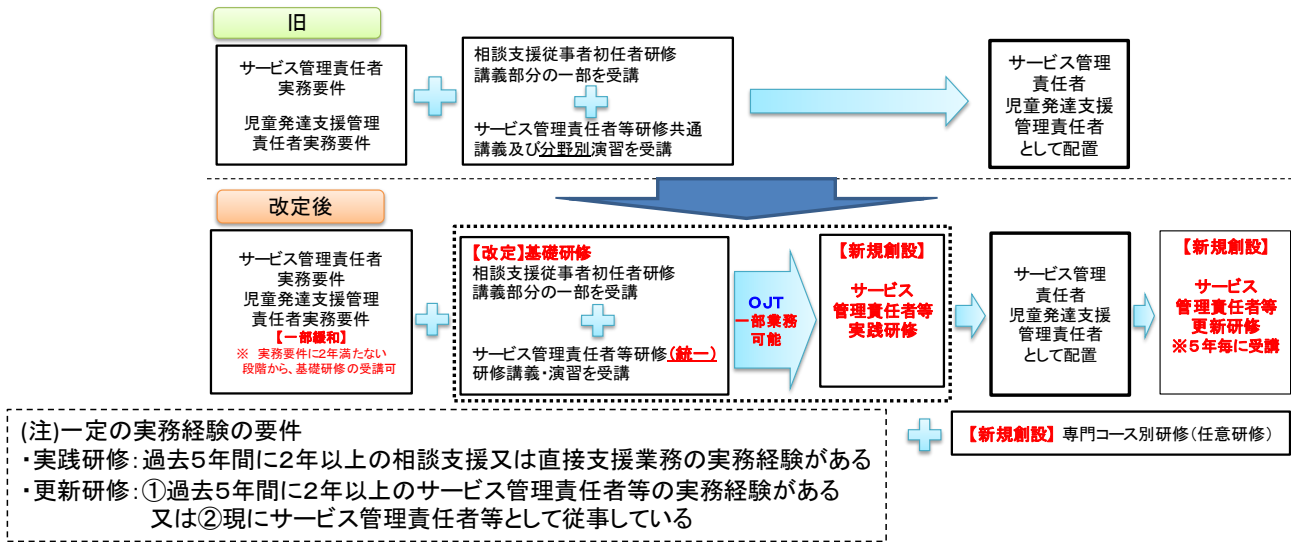 旧
サービス管理責任者
実務要件
児童発達支援管理
責任者実務要件
相談支援従事者初任者研修
講義部分の一部を受講
サービス管理責任者等研修共通
講義及び分野別演習を受講
サービス管理
責任者
児童発達支援
管理責任者
として配置
改定後
サービス管理責任者
実務要件
児童発達支援管理
責任者実務要件
【一部緩和】
※ 実務要件に2年満たない
段階から、基礎研修の受講可
【改定】基礎研修
相談支援従事者初任者研修
講義部分の一部を受講
サービス管理責任者等研修(統一)
研修講義・演習を受講
OJT
一部業務
可能
【新規創設】
サービス
管理責任者等
実践研修
サービス管理
責任者
児童発達支援
管理責任者
として配置
【新規創設】
サービス
管理責任者等
更新研修
※5年毎に受講
(注)一定の実務経験の要件
・実践研修：過去5年間に2年以上の相談支援又は直接支援業務の実務経験がある
・更新研修：①過去5年間に2年以上のサービス管理責任者等の実務経験がある
又は②現にサービス管理責任者等として従事している
【新規創設】 専門コース別研修(任意研修)